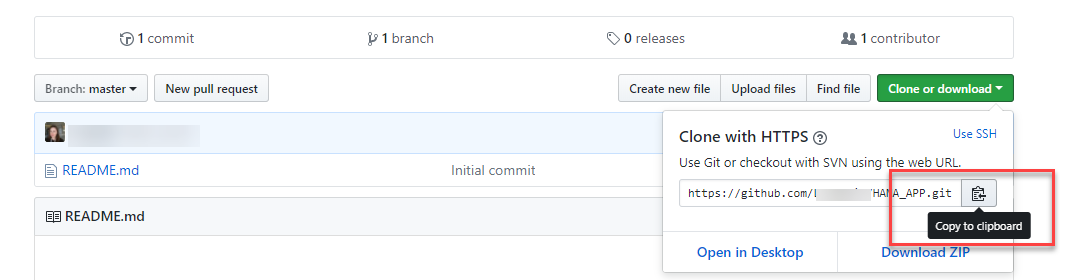 1 commit
1 branch
0 releases
1 contributor
Branch: master
New pull request
Create new file
Upload files
Find file
Clone or download
Clone with HTTPS
Use SSH
Use Git or checkout with SVN using the web URL.
README.md
Initial commit
https://github.com/ /HANA_APP.git
Copy to clipboard
README.md
Open in Desktop
Download ZIP